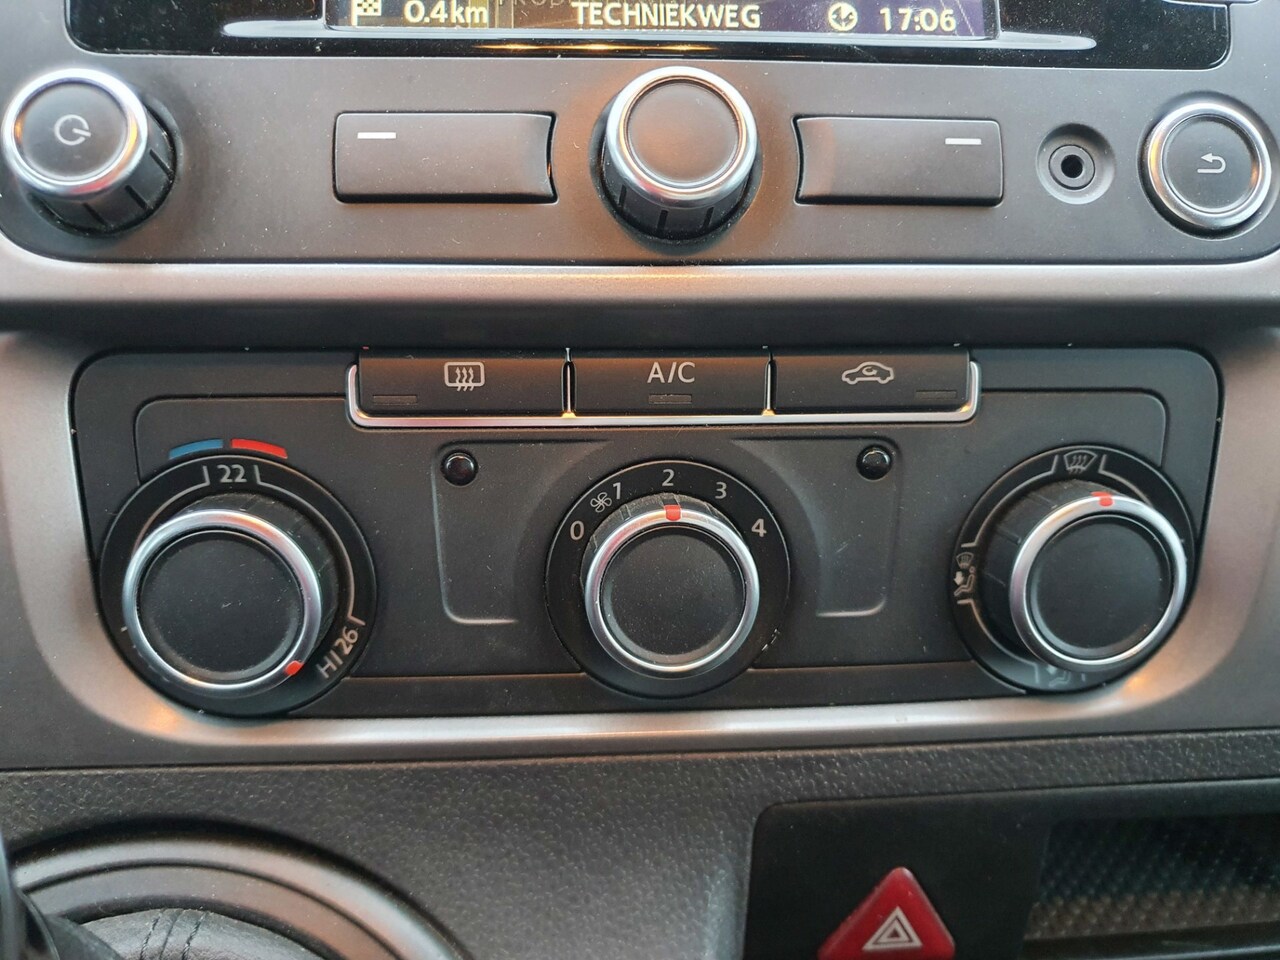 0.4km TECHNIEKWEG 17:06
A/C
22
HI 26
0 1 2 3 4